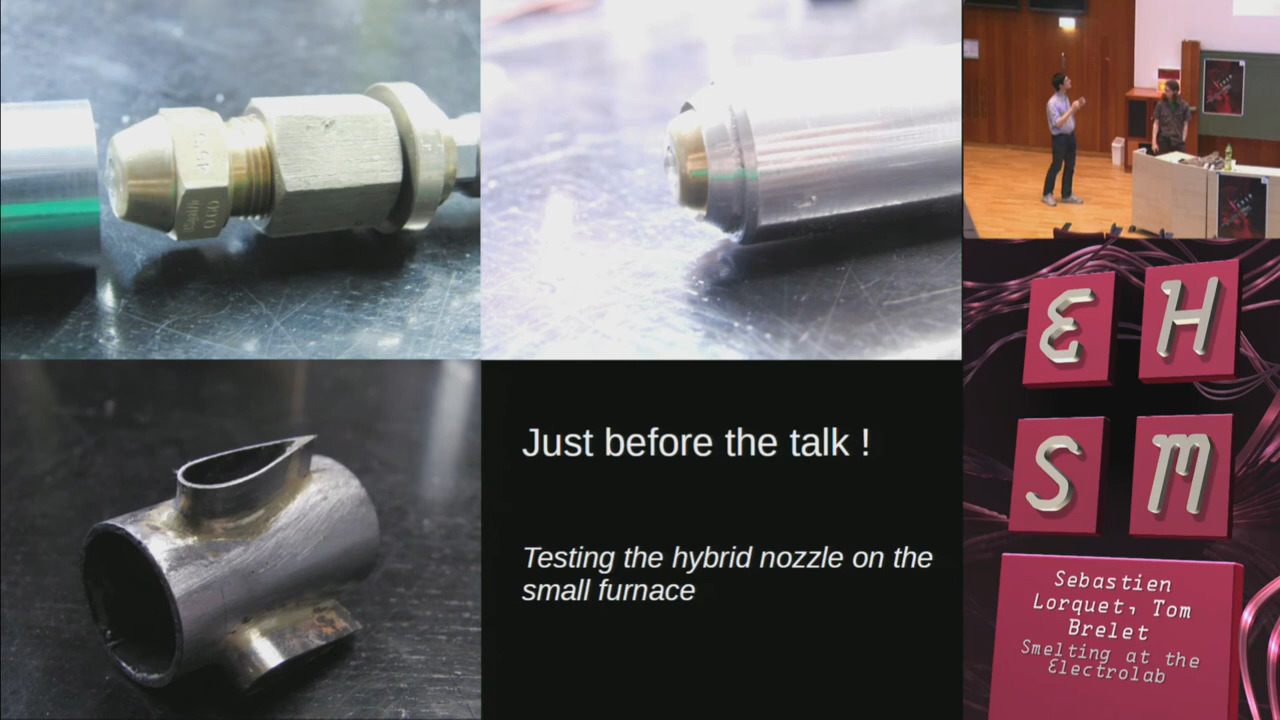 Just before the talk !
Testing the hybrid nozzle on the
small furnace
E H
S M
Sebastien
Lorquet, Tom
Brelet
Smelting at the
Electrolab